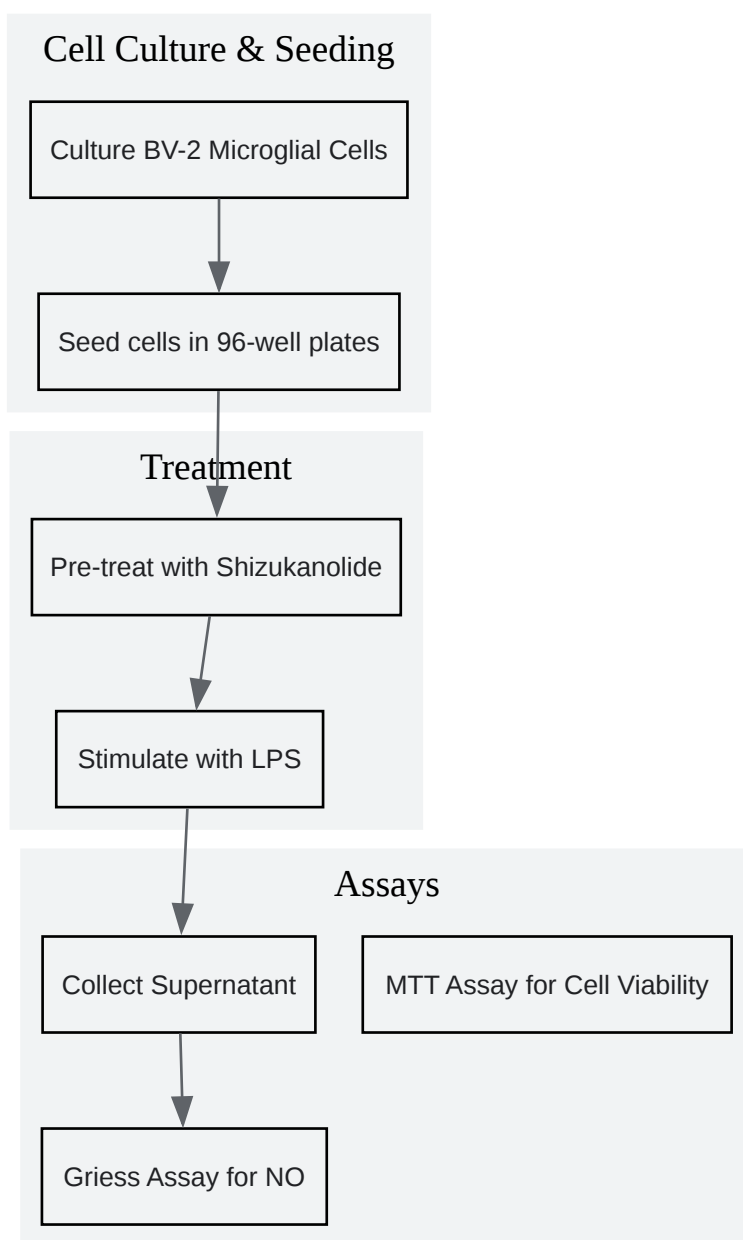 Cell Culture & Seeding
Culture BV-2 Microglial Cells
Seed cells in 96-well plates
Treatment
Pre-treat with Shizukanolide
Stimulate with LPS
Assays
Collect Supernatant
MTT Assay for Cell Viability
Griess Assay for NO